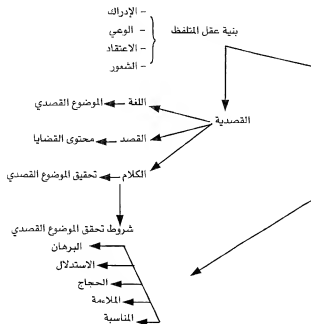 – الإدراك
بنية عقل المتلفظ – الوعي
– الاعتقاد
– الشعور
اللغة الموضوع القصدي
القصدية
القصد محتوى القضايا
الكلام تحقيق الموضوع القصدي
شروط تحقق الموضوع القصدي
البرهان
الاستدلال
الحجاج
الملاءمة
المناسبة